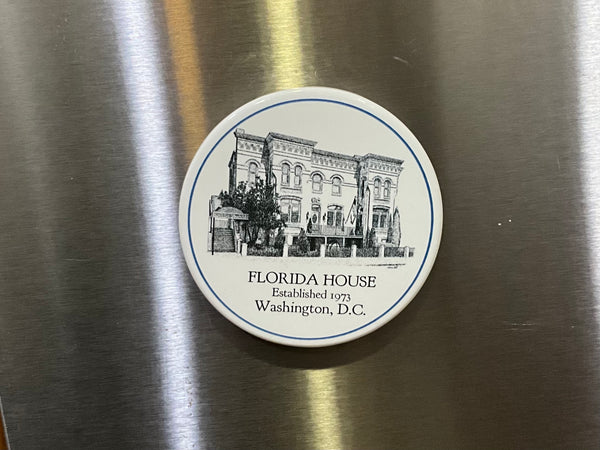 FLORIDA HOUSE
Established 1973
Washington, D.C.